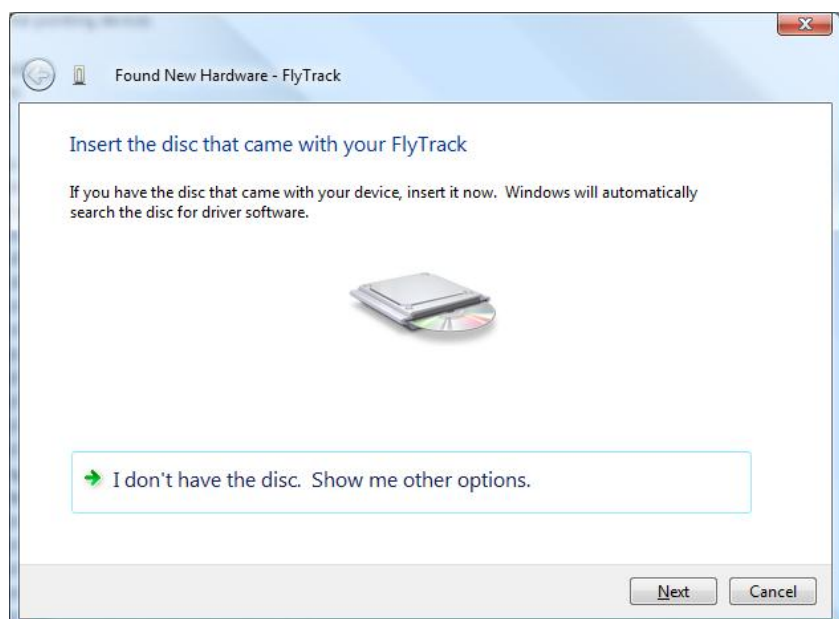 Found New Hardware - FlyTrack
Insert the disc that came with your FlyTrack
If you have the disc that came with your device, insert it now.  Windows will automatically
search the disc for driver software.
I don't have the disc.  Show me other options.
Next
Cancel